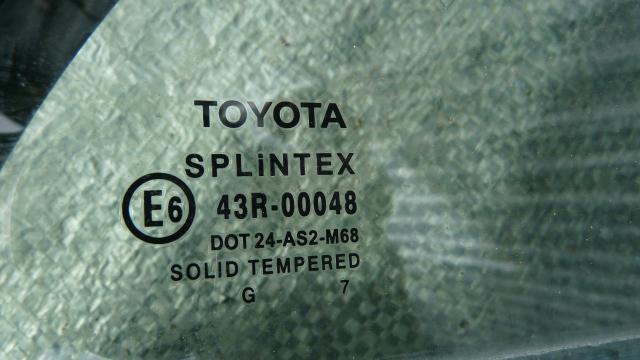 TOYOTA
SPLiNTEX
E6 43R-00048
DOT 24-AS2-M68
SOLID TEMPERED
G 7